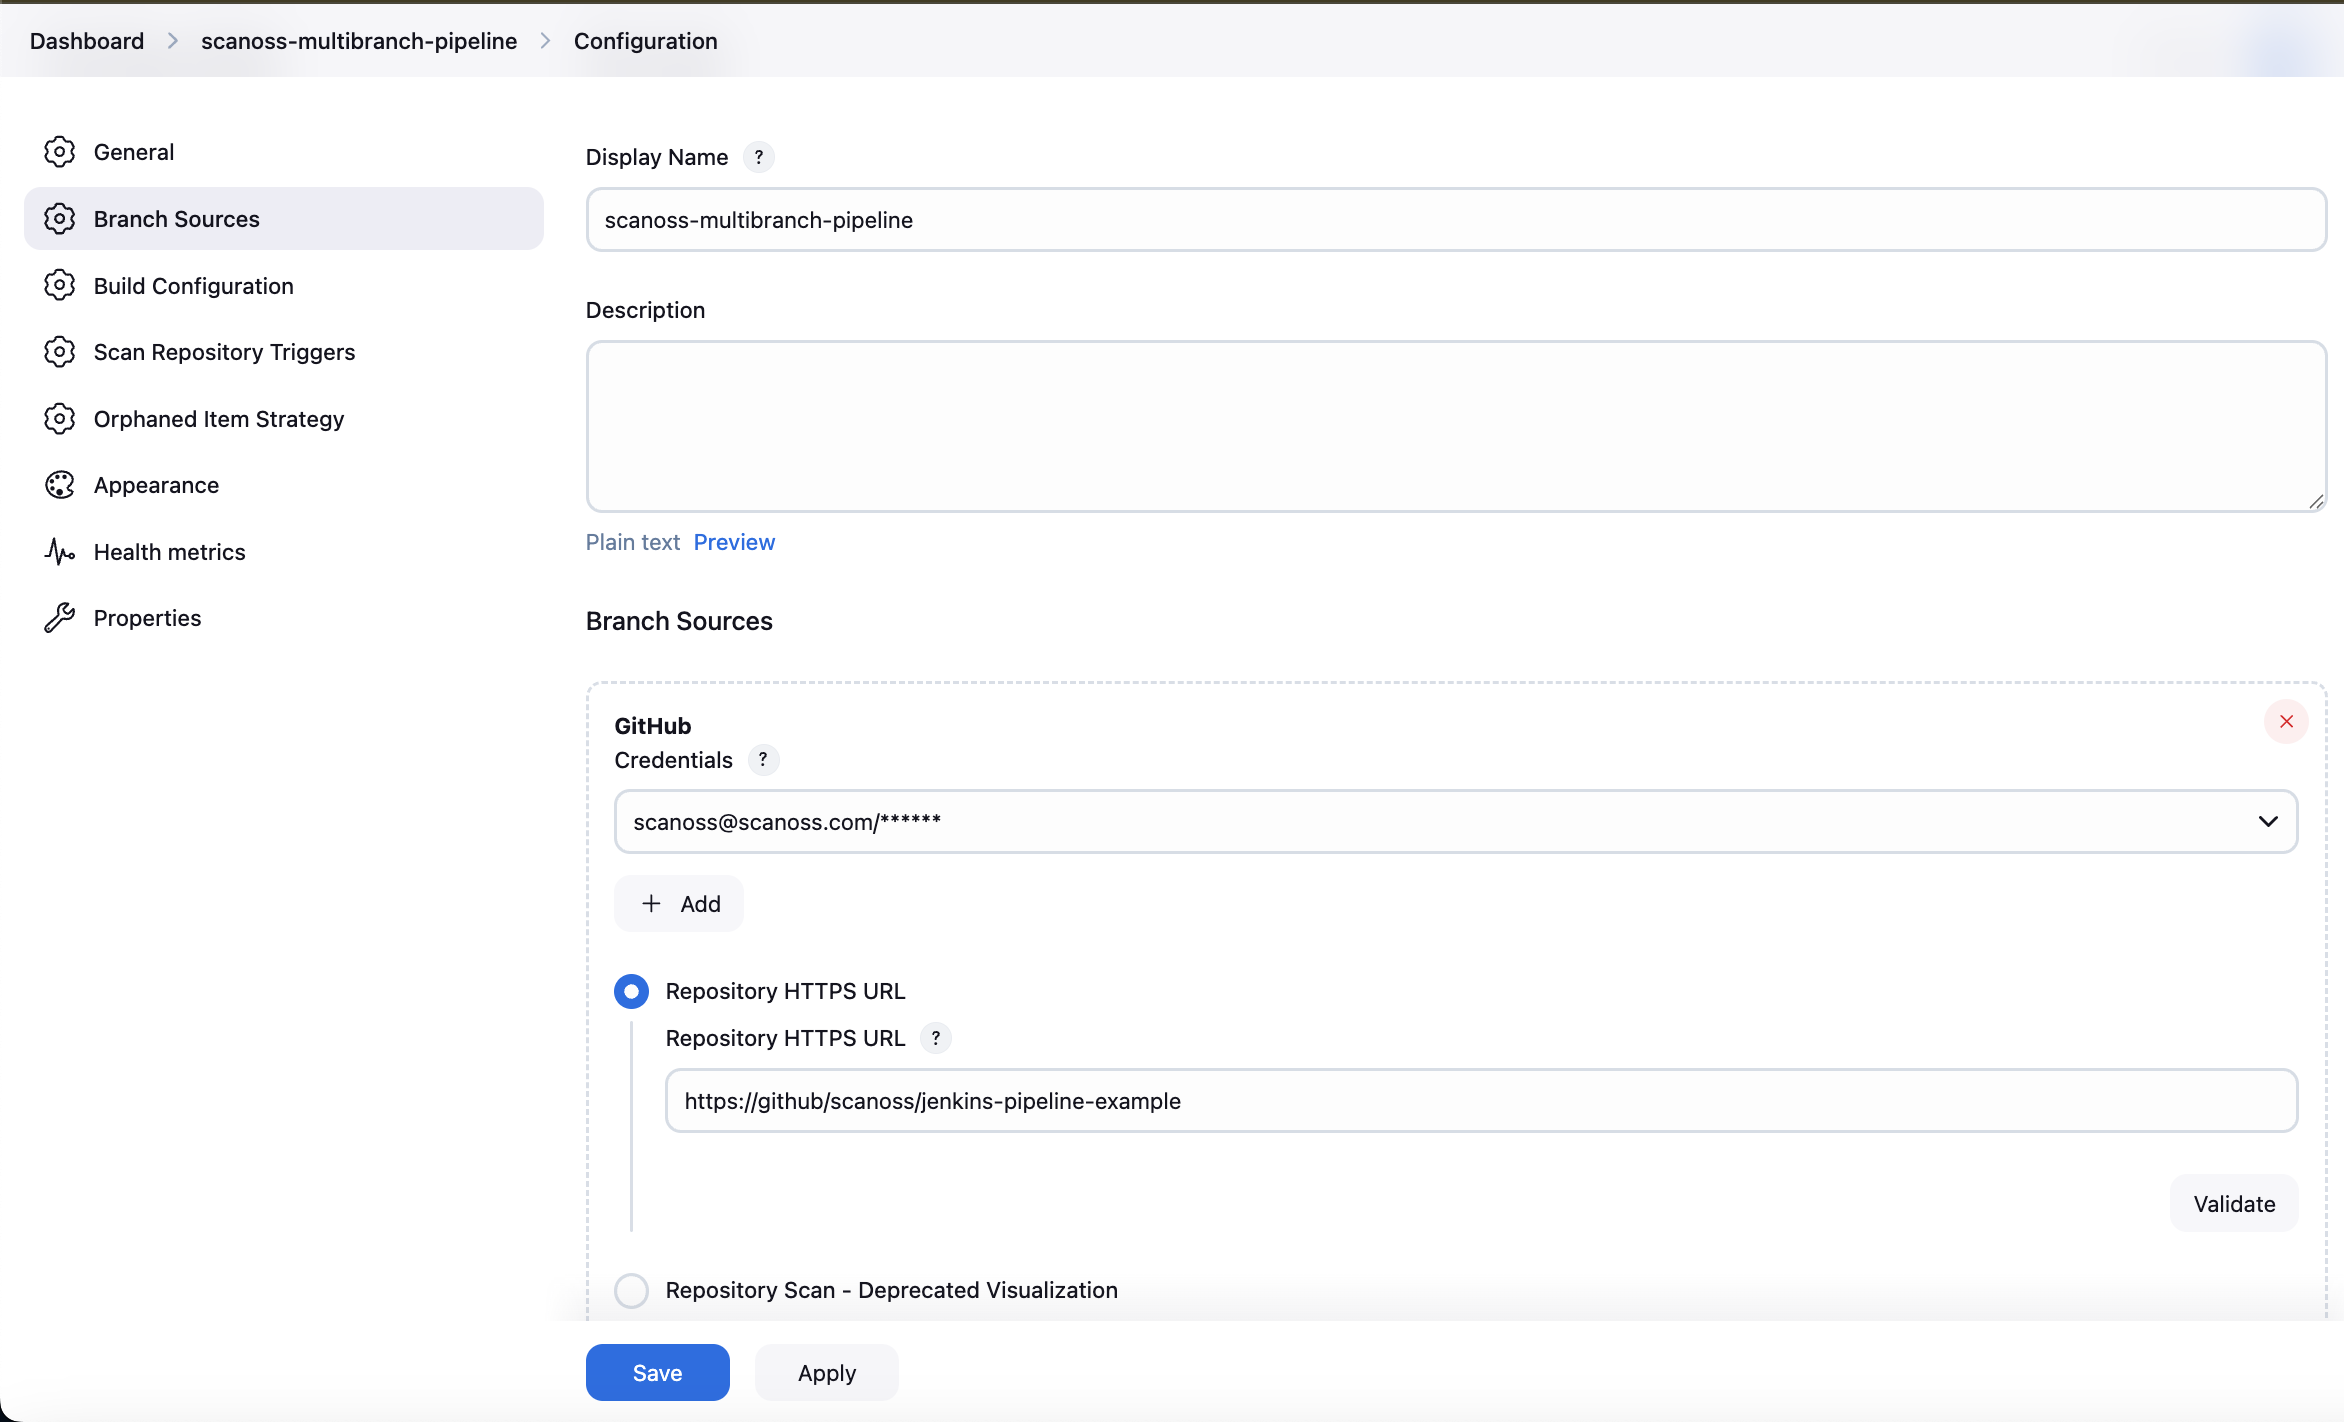 Dashboard > scanoss-multibranch-pipeline > Configuration
General
Branch Sources
Build Configuration
Scan Repository Triggers
Orphaned Item Strategy
Appearance
Health metrics
Properties
Display Name ?
scanoss-multibranch-pipeline
Description
Plain text Preview
Branch Sources
GitHub
Credentials ?
scanoss@scanoss.com/******
+ Add
Repository HTTPS URL
Repository HTTPS URL ?
https://github/scanoss/jenkins-pipeline-example
Validate
Repository Scan - Deprecated Visualization
Save Apply